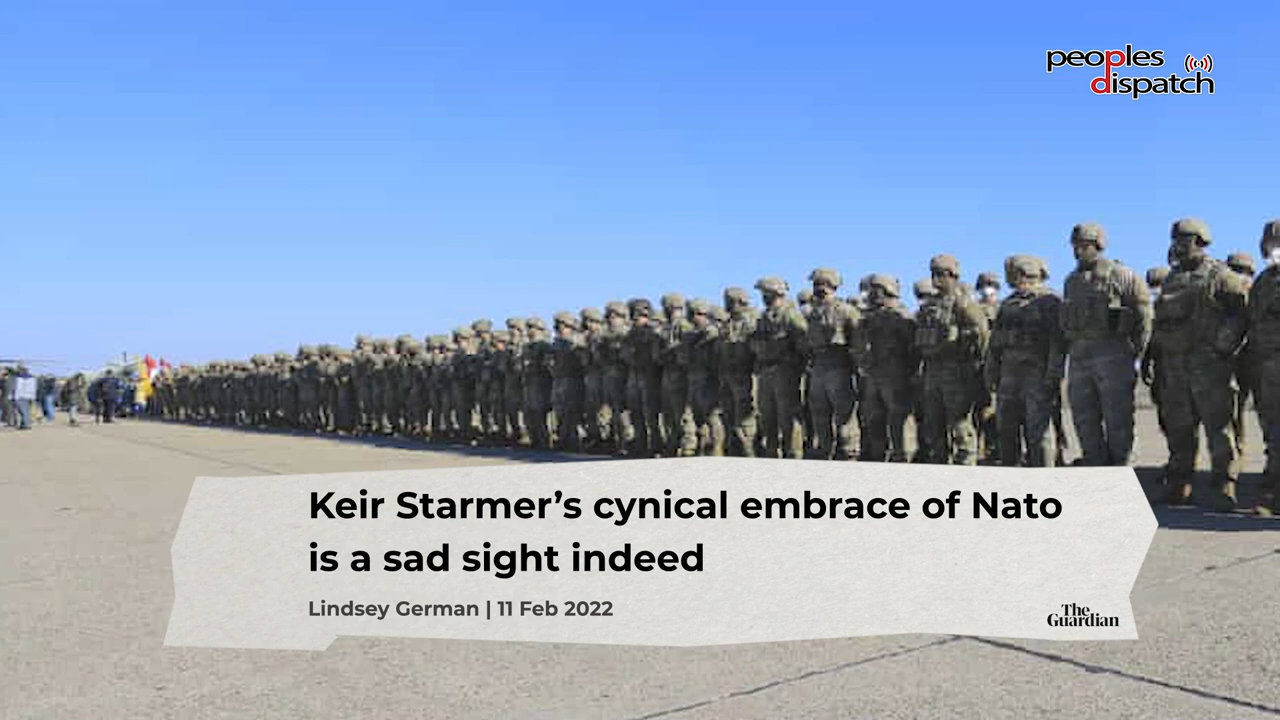 peoples
dispatch
Keir Starmer’s cynical embrace of Nato
is a sad sight indeed
Lindsey German | 11 Feb 2022
The
Guardian